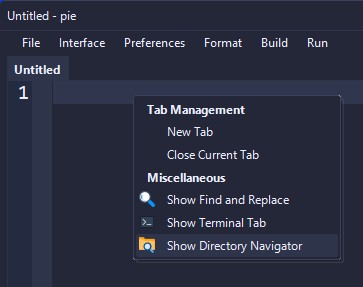 Untitled - pie
File Interface Preferences Format Build Run
Untitled
1
Tab Management
New Tab
Close Current Tab
Miscellaneous
Show Find and Replace
Show Terminal Tab
Show Directory Navigator